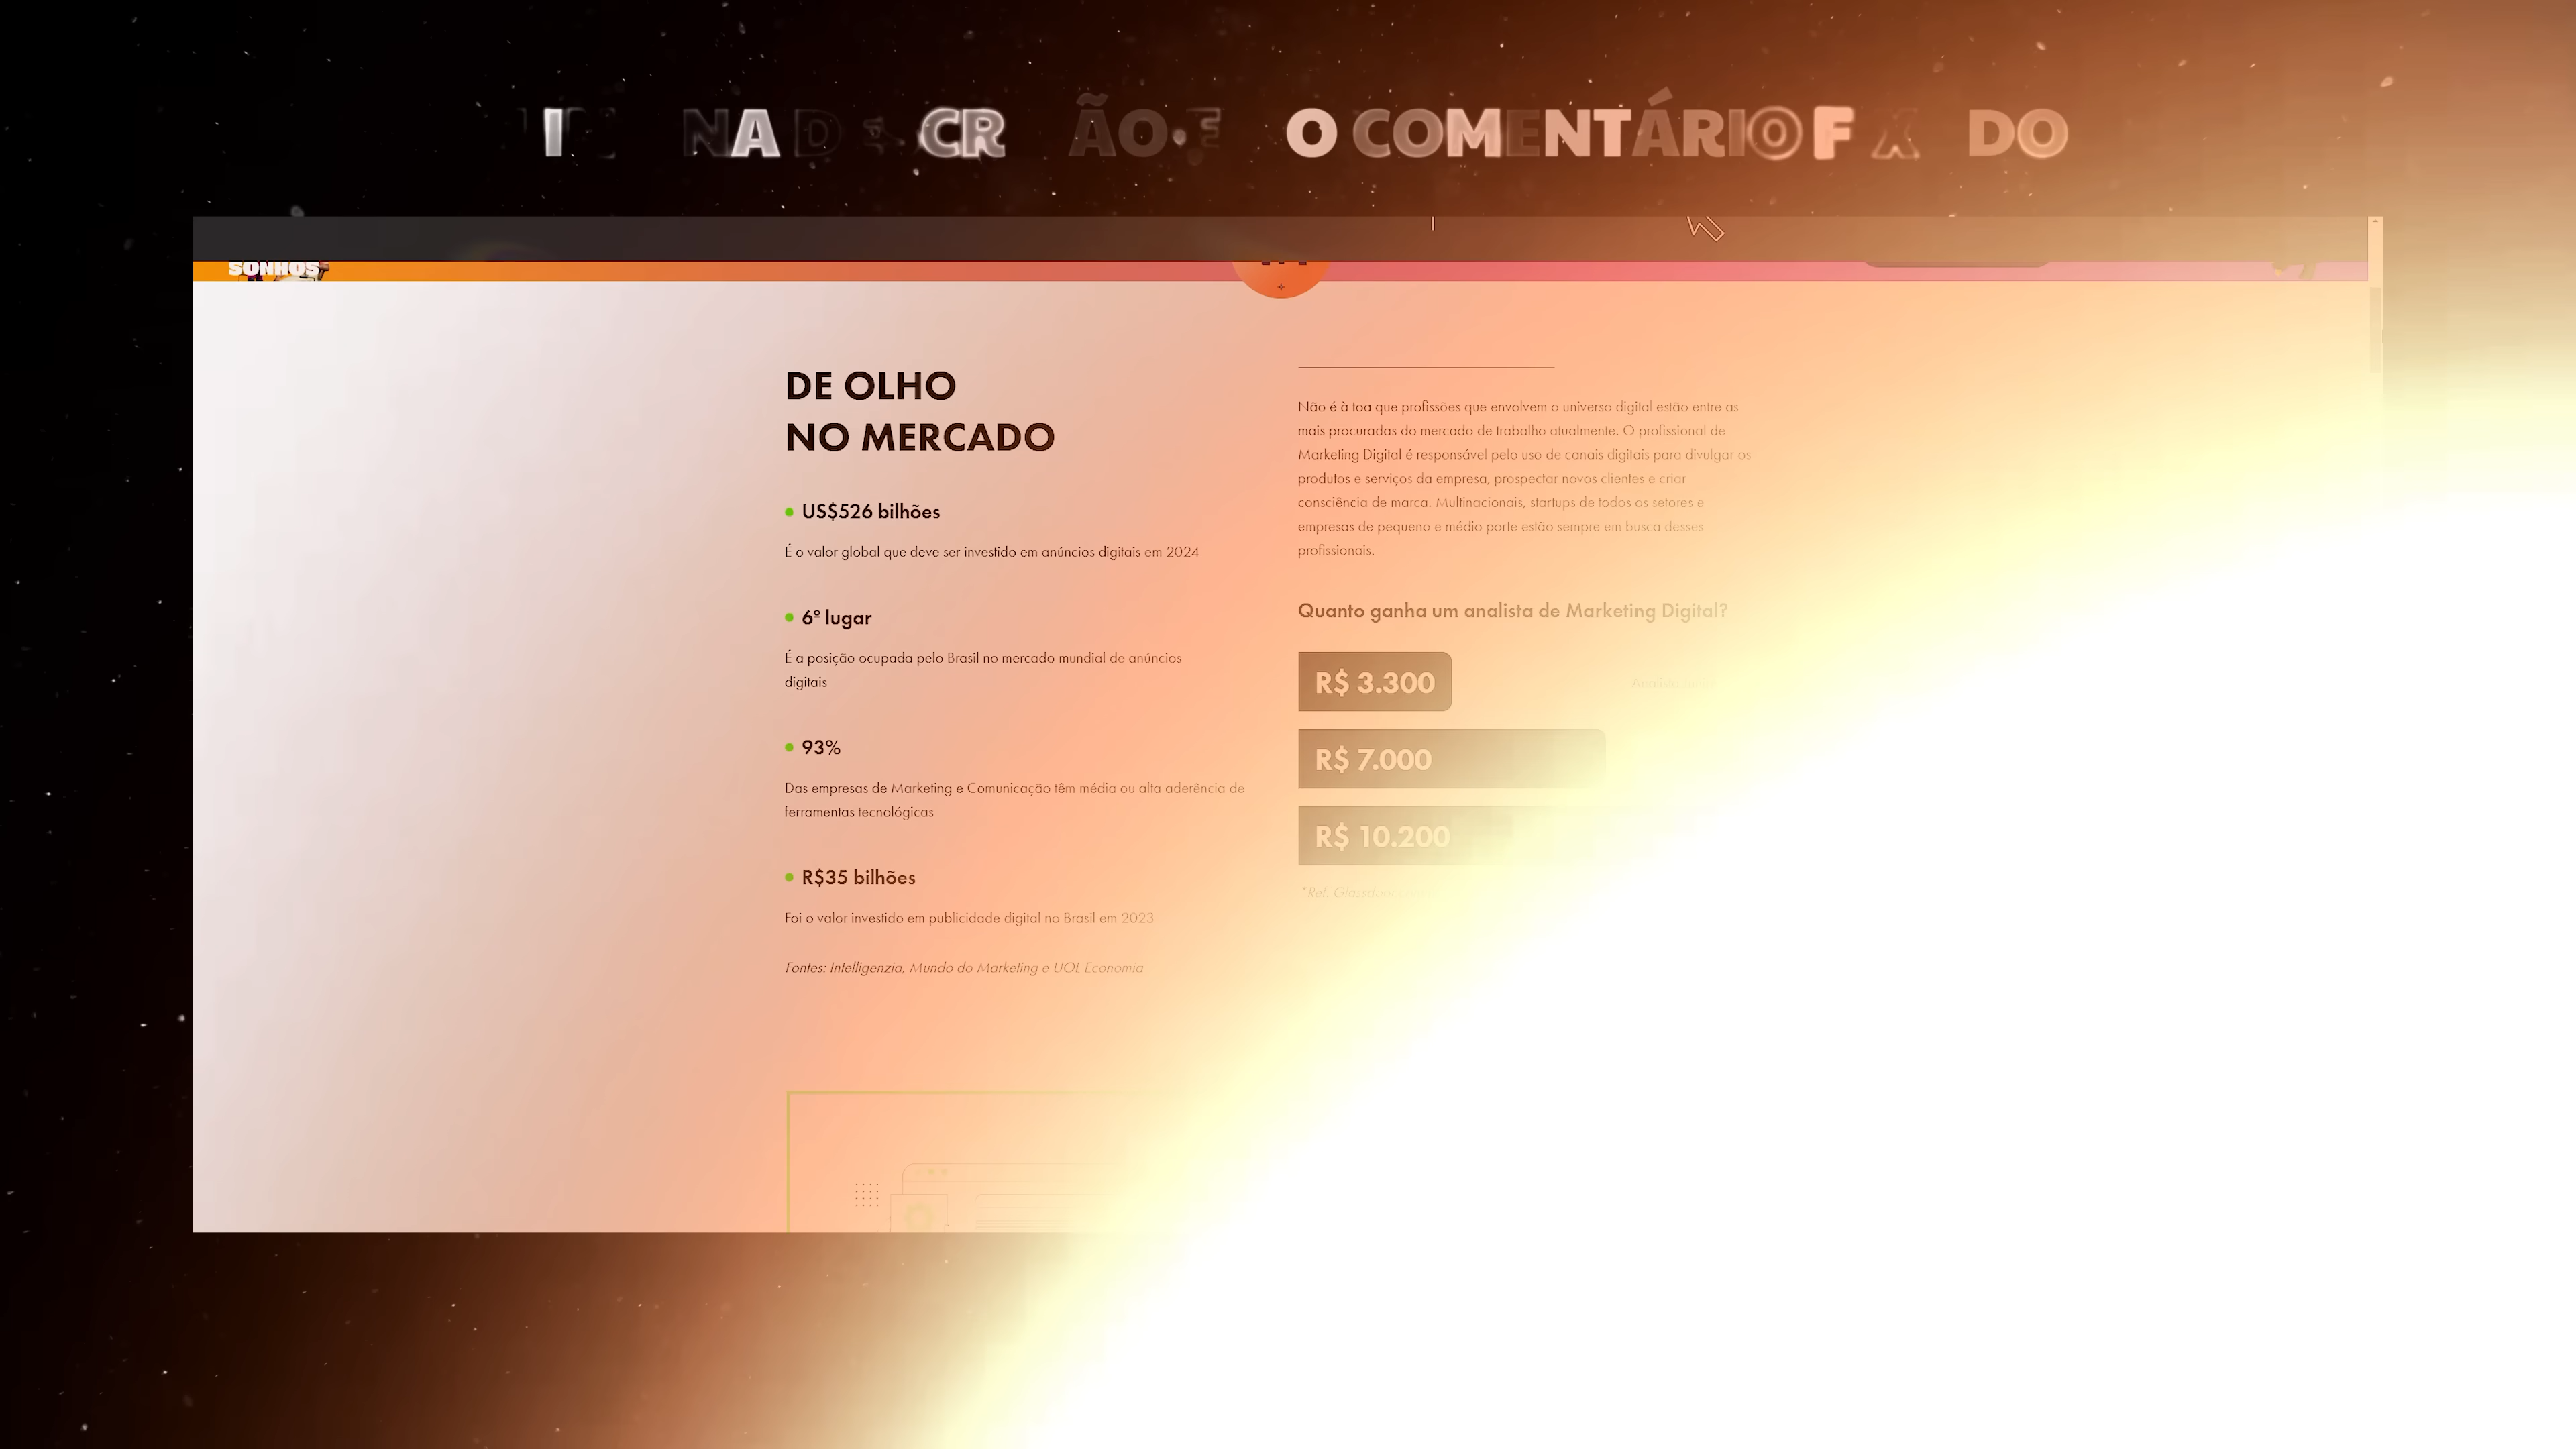 O COMENTÁRIO
SONHOS
DE OLHO
NO MERCADO
US$526 bilhões
É o valor global que deve ser investido em anúncios digitais em 2024
6º lugar
É a posição ocupada pelo Brasil no mercado mundial de anúncios
digitais
93%
Das empresas de Marketing e Comunicação têm média ou alta aderência de
ferramentas tecnológicas
R$35 bilhões
Foi o valor investido em publicidade digital no Brasil em 2023
Fontes: Intelligenzia, Mundo do Marketing e UOL Economia
Não é à toa que profissões que envolvem o universo digital estão entre as
mais procuradas do mercado de trabalho atualmente. O profissional de
Marketing Digital é responsável pelo uso de canais digitais para divulgar os
produtos e serviços da empresa, prospectar novos clientes e criar
consciência de marca. Multinacionais, startups de todos os setores e
empresas de pequeno e médio porte estão sempre em busca desses
profissionais.
Quanto ganha um analista de Marketing Digital?
R$ 3.300
Analista
R$ 7.000
R$ 10.200
*Ref. Glassdoor